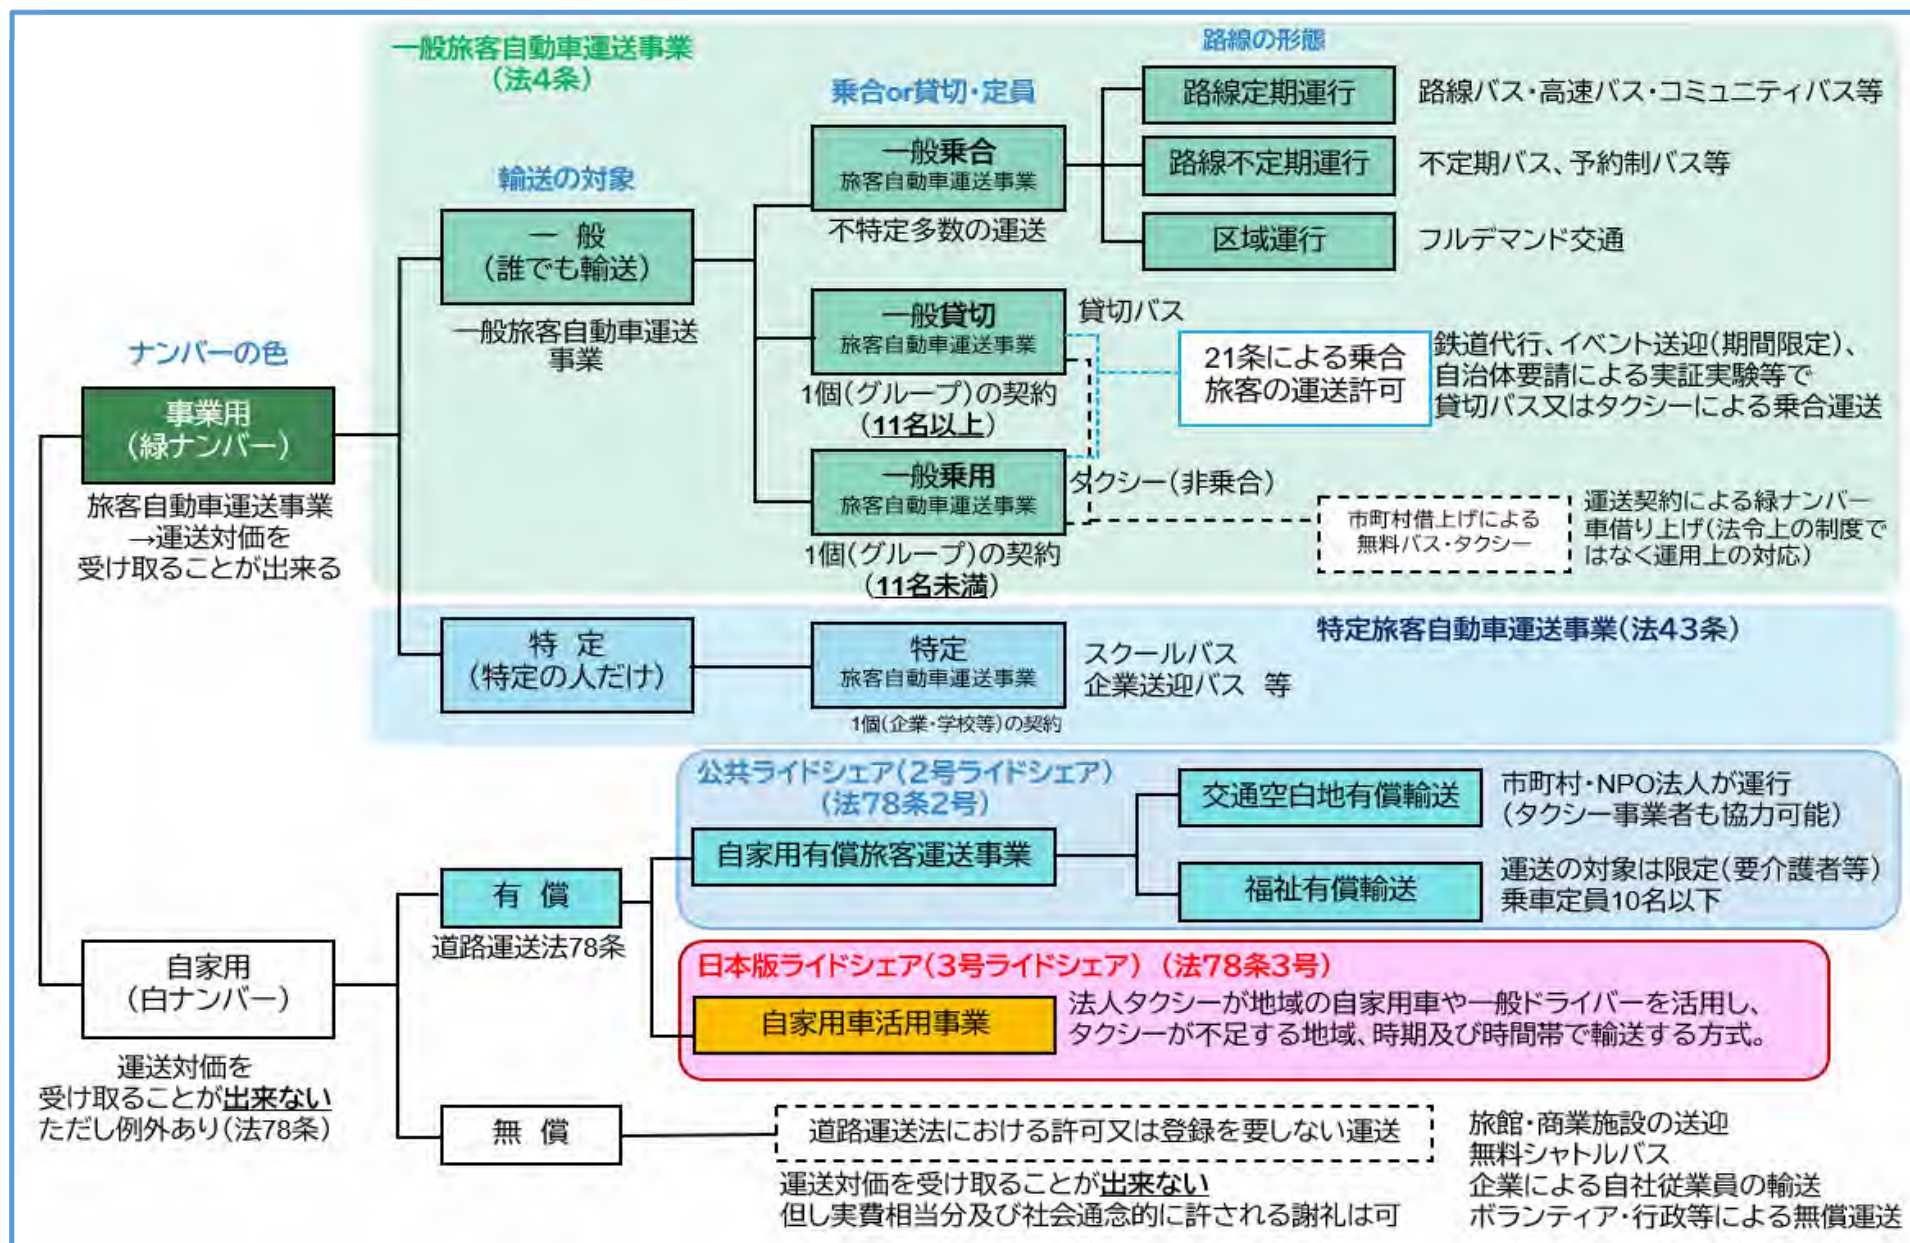 一般旅客自動車運送事業
(法4条)
路線の形態
乗合or貸切・定員
路線定期運行
路線バス・高速バス・コミュニティバス等
一般乗合
旅客自動車運送事業
不特定多数の運送
路線不定期運行
不定期バス、予約制バス等
区域運行
フルデマンド交通
輸送の対象
一 般
(誰でも輸送)
一般旅客自動車運送
事業
一般貸切
旅客自動車運送事業
貸切バス
1個(グループ)の契約
(11名以上)
21条による乗合
旅客の運送許可
鉄道代行、イベント送迎(期間限定)、
自治体要請による実証実験等で
貸切バス又はタクシーによる乗合運送
ナンバーの色
事業用
(緑ナンバー)
旅客自動車運送事業
→運送対価を
受け取ることが出来る
一般乗用
旅客自動車運送事業
タクシー(非乗合)
1個(グループ)の契約
(11名未満)
市町村借上げによる
無料バス・タクシー
運送契約による緑ナンバー
車借り上げ(法令上の制度で
はなく運用上の対応)
特定旅客自動車運送事業(法43条)
特 定
(特定の人だけ)
特定
旅客自動車運送事業
1個(企業・学校等)の契約
スクールバス
企業送迎バス 等
公共ライドシェア(2号ライドシェア)
(法78条2号)
自家用有償旅客運送事業
交通空白地有償輸送
市町村・NPO法人が運行
(タクシー事業者も協力可能)
福祉有償輸送
運送の対象は限定(要介護者等)
乗車定員10名以下
有 償
道路運送法78条
自家用
(白ナンバー)
運送対価を
受け取ることが出来ない
ただし例外あり(法78条)
日本版ライドシェア(3号ライドシェア) (法78条3号)
自家用車活用事業
法人タクシーが地域の自家用車や一般ドライバーを活用し、
タクシーが不足する地域、時期及び時間帯で輸送する方式。
無 償
道路運送法における許可又は登録を要しない運送
運送対価を受け取ることが出来ない
但し実費相当分及び社会通念的に許される謝礼は可
旅館・商業施設の送迎
無料シャトルバス
企業による自社従業員の輸送
ボランティア・行政等による無償運送